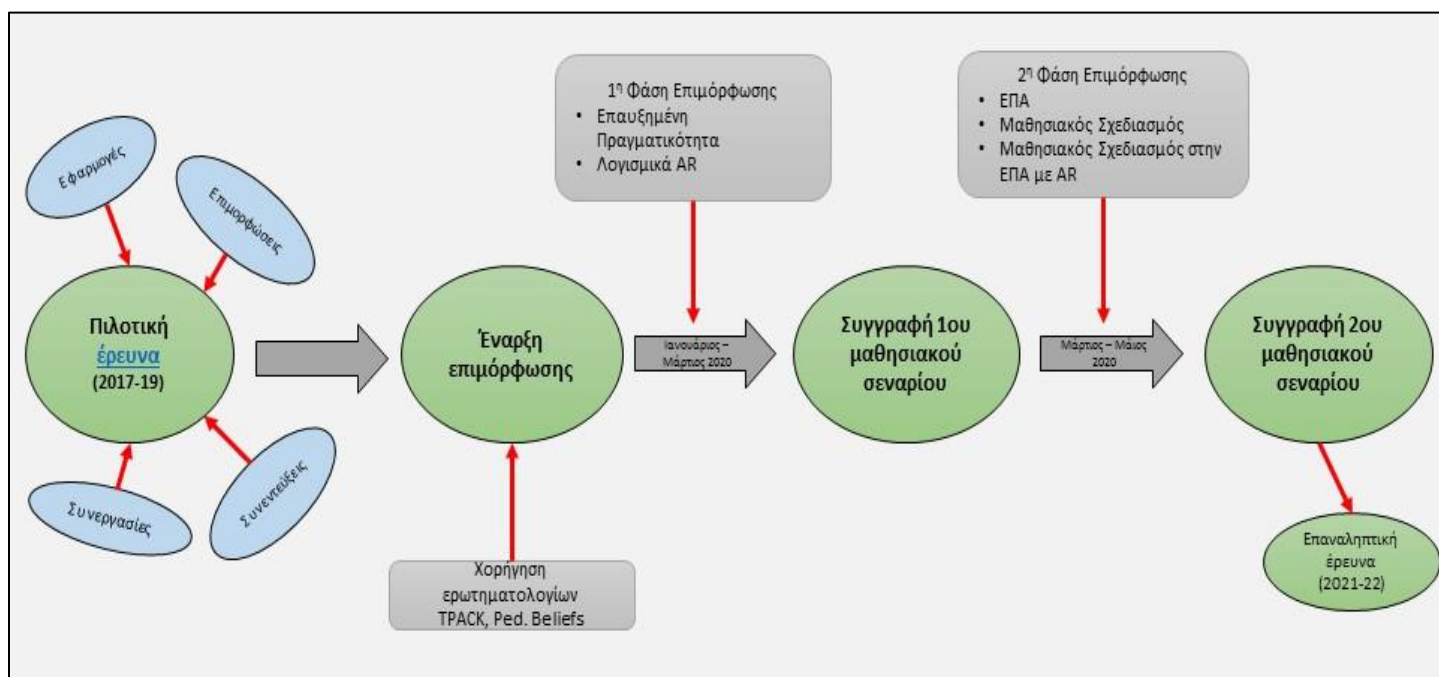 1η Φάση Επιμόρφωσης
• Επαυξημένη
Πραγματικότητα
• Λογισμικά AR
2η Φάση Επιμόρφωσης
• ΕΠΑ
• Μαθησιακός Σχεδιασμός
• Μαθησιακός Σχεδιασμός στην
ΕΠΑ με AR
Εφαρμογές
Επιμορφώσεις
Πιλοτική
έρευνα
(2017-19)
Συνεργασίες
Συνεντεύξεις
Έναρξη
επιμόρφωσης
Ιανουάριος –
Μάρτιος 2020
Συγγραφή 1ου
μαθησιακού
σεναρίου
Μάρτιος – Μάιος
2020
Συγγραφή 2ου
μαθησιακού
σεναρίου
Χορήγηση
ερωτηματολογίων
TPACK, Ped. Beliefs
Επαναληπτική
έρευνα
(2021-22)